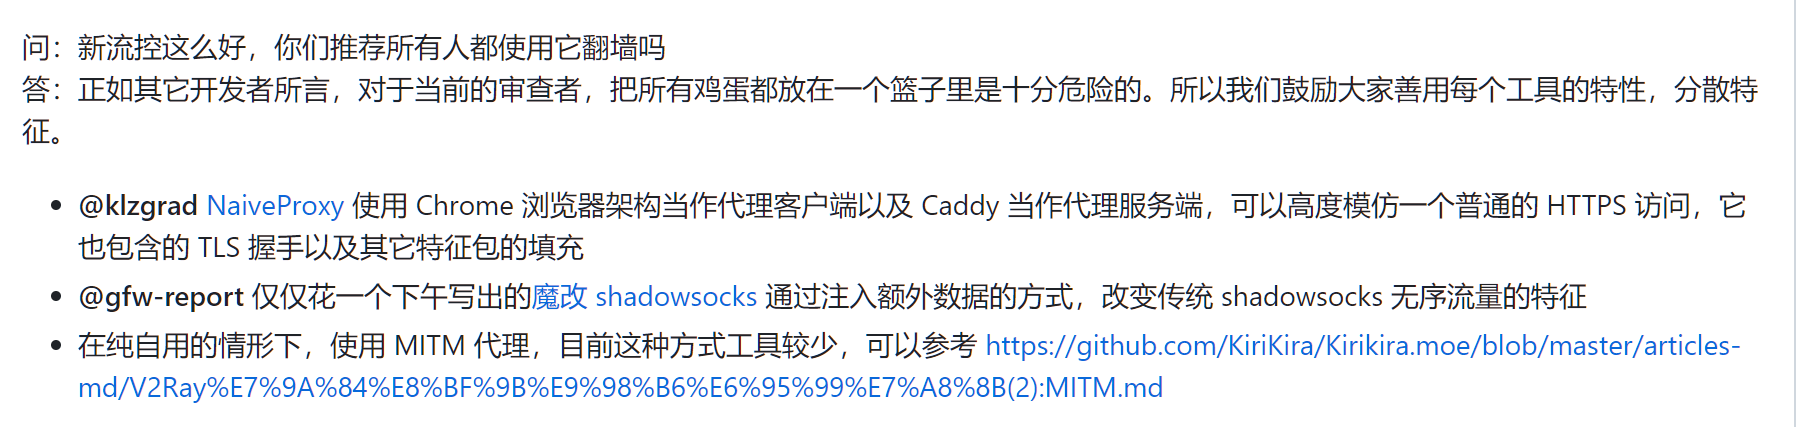 问：新流控这么好，你们推荐所有人都使用它翻墙吗
答：正如其它开发者所言，对于当前的审查者，把所有鸡蛋都放在一个篮子里是十分危险的。所以我们鼓励大家善用每个工具的特性，分散特
征。
• @klzgrad NaiveProxy 使用 Chrome 浏览器架构当作代理客户端以及 Caddy 当作代理服务端，可以高度模仿一个普通的 HTTPS 访问，它
也包含的 TLS 握手以及其它特征包的填充
• @gfw-report 仅仅花一个下午写出的魔改 shadowsocks 通过注入额外数据的方式，改变传统 shadowsocks 无序流量的特征
• 在纯自用的情形下，使用 MITM 代理，目前这种方式工具较少，可以参考 https://github.com/KiriKira/Kirikira.moe/blob/master/articles-
md/V2Ray%E7%9A%84%E8%BF%9B%E9%98%B6%E6%95%99%E7%A8%8B(2):MITM.md